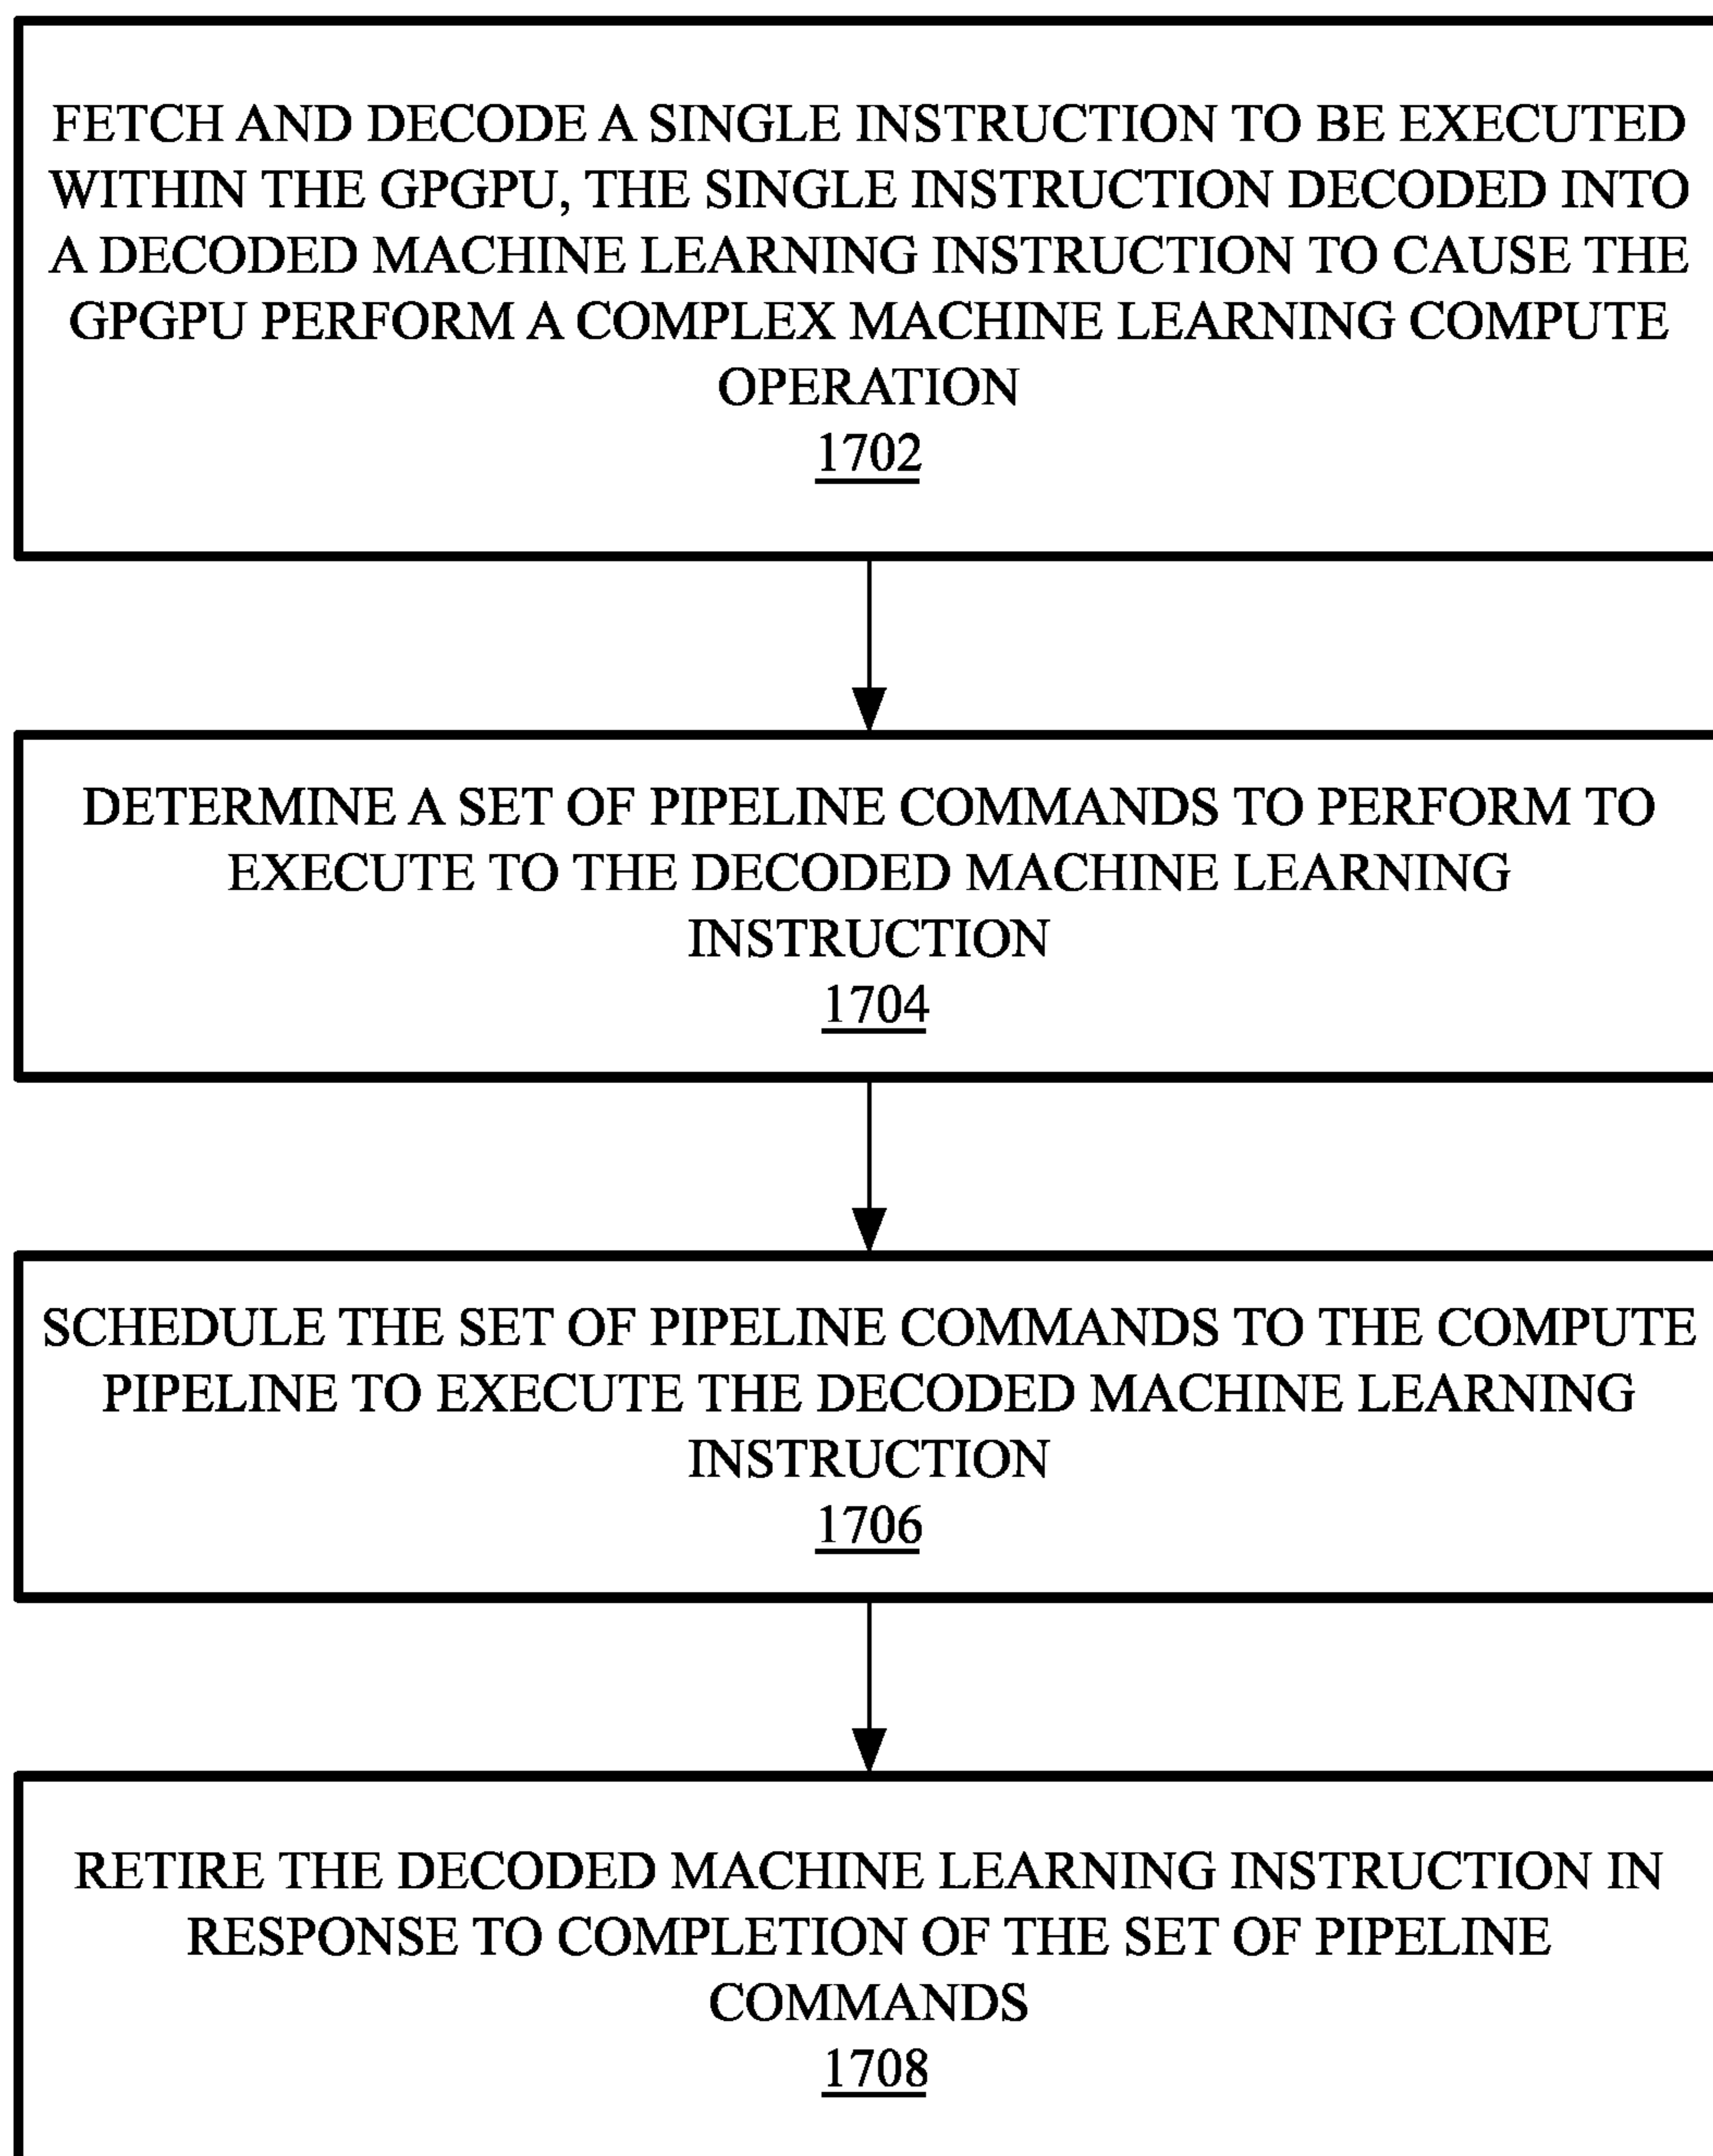 FETCH AND DECODE A SINGLE INSTRUCTION TO BE EXECUTED
WITHIN THE GPGPU, THE SINGLE INSTRUCTION DECODED INTO
A DECODED MACHINE LEARNING INSTRUCTION TO CAUSE THE
GPGPU PERFORM A COMPLEX MACHINE LEARNING COMPUTE
OPERATION
1702
DETERMINE A SET OF PIPELINE COMMANDS TO PERFORM TO
EXECUTE TO THE DECODED MACHINE LEARNING
INSTRUCTION
1704
SCHEDULE THE SET OF PIPELINE COMMANDS TO THE COMPUTE
PIPELINE TO EXECUTE THE DECODED MACHINE LEARNING
INSTRUCTION
1706
RETIRE THE DECODED MACHINE LEARNING INSTRUCTION IN
RESPONSE TO COMPLETION OF THE SET OF PIPELINE
COMMANDS
1708